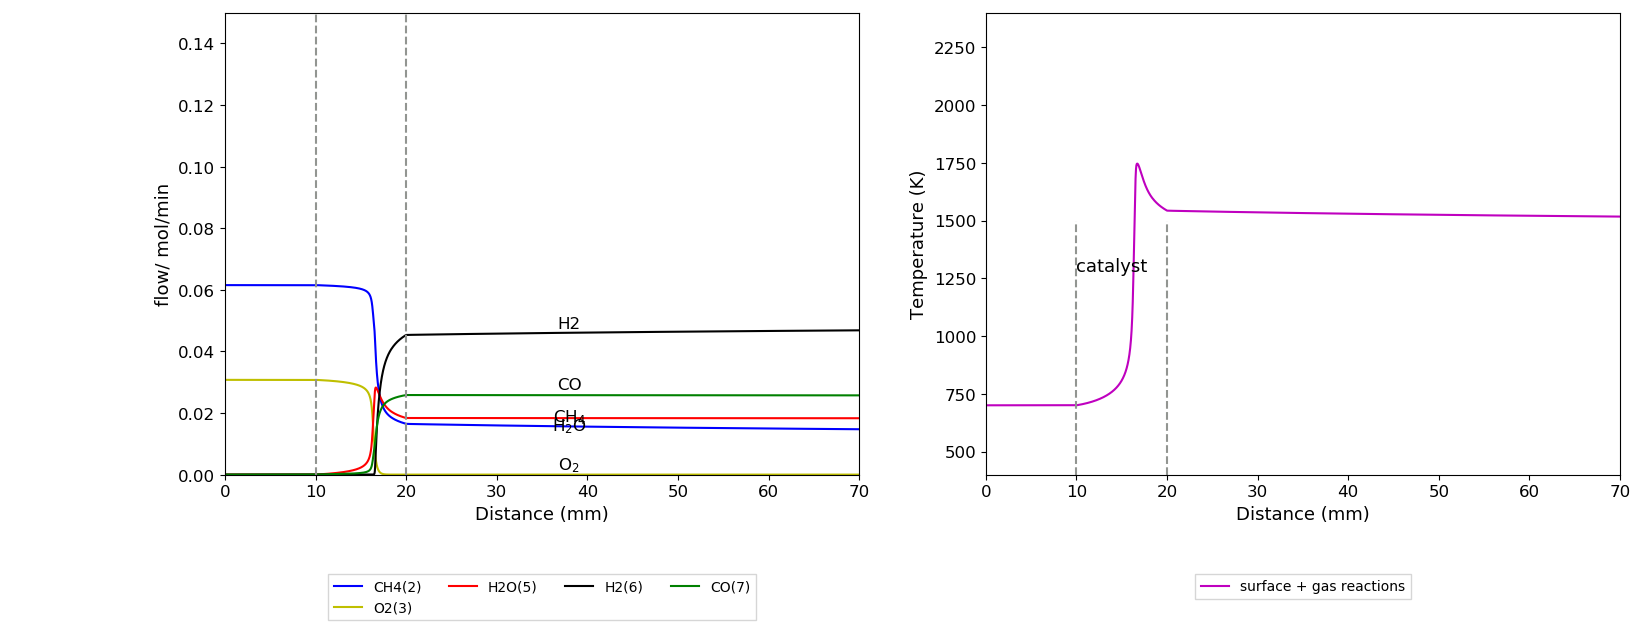 0.14
0.12
0.10
0.08
0.06
0.04
0.02
0.00
flow/ mol/min
H2
CO
CH4
H2O
O2
0 10 20 30 40 50 60 70
Distance (mm)
CH4(2) H2O(5) H2(6) CO(7)
O2(3)
2250
2000
1750
1500
1250
1000
750
500
Temperature (K)
catalyst
0 10 20 30 40 50 60 70
Distance (mm)
surface + gas reactions